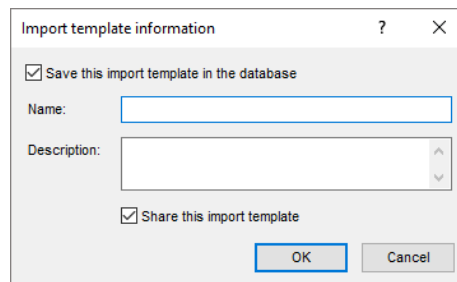 Import template information ?
Save this import template in the database
Name:
Description:
Share this import template
OK Cancel